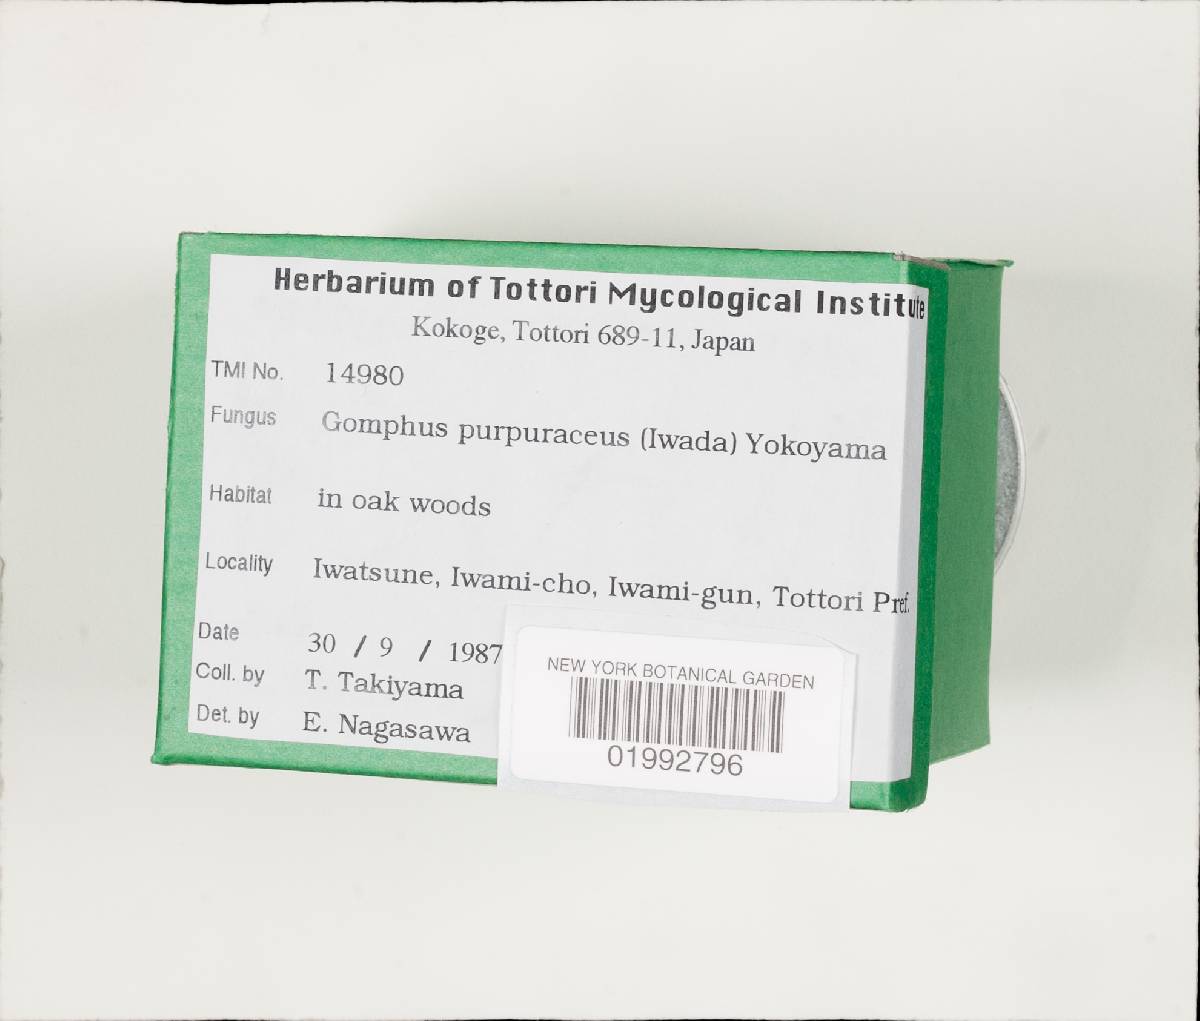 Herbarium of Tottori Mycological Institute
Kokoge, Tottori 689-11, Japan
TMI No. 14980
Fungus Gomphus purpuraceus (Iwada) Yokoyama
Habitat in oak woods
Locality Iwatsune, Iwami-cho, Iwami-gun, Tottori Pref.
Date 30 / 9 / 1987
Coll. by T. Takiyama
Det. by E. Nagasawa
NEW YORK BOTANICAL GARDEN
01992796